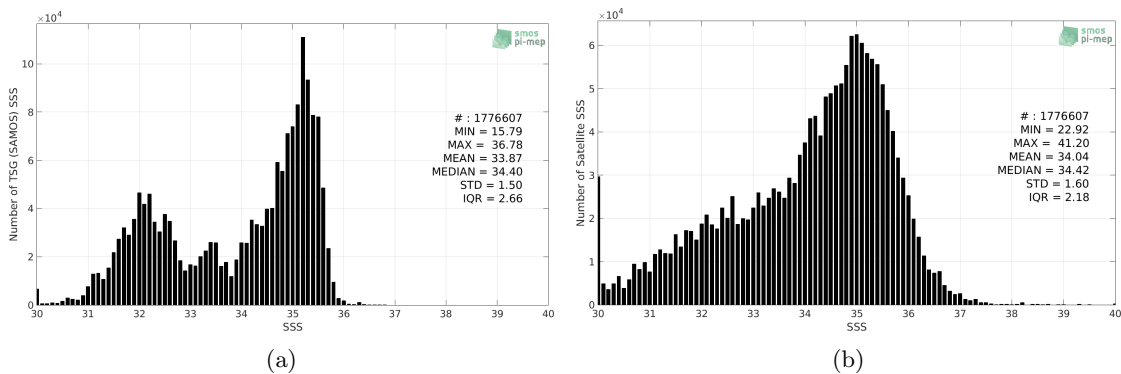 ×10⁴
Number of TSG (SAMOS) SSS
10
8
6
4
2
0
30 31 32 33 34 35 36 37 38 39 40
SSS
smos
pi-mep
# : 1776607
MIN = 15.79
MAX = 36.78
MEAN = 33.87
MEDIAN = 34.40
STD = 1.50
IQR = 2.66
(a)
×10⁴
Number of Satellite SSS
6
5
4
3
2
1
0
30 31 32 33 34 35 36 37 38 39 40
SSS
smos
pi-mep
# : 1776607
MIN = 22.92
MAX = 41.20
MEAN = 34.04
MEDIAN = 34.42
STD = 1.60
IQR = 2.18
(b)